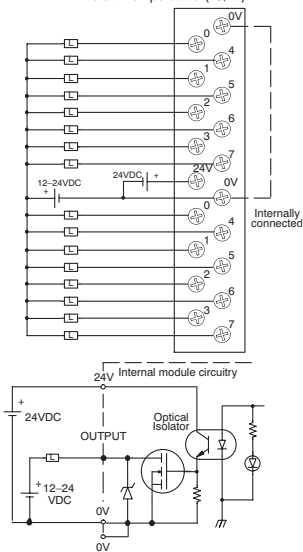 0V
L
0
L
4
L
1
L
5
L
2
L
6
L
3
L
7
24V
24VDC +
0V
12–24VDC
+
L
0
Internally
connected
L
4
L
1
L
5
L
2
L
6
L
3
L
7
Internal module circuitry
24V
+
24VDC
Optical
Isolator
OUTPUT
L
+
12–24
VDC
0V
0V